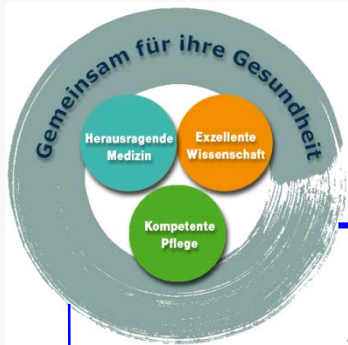 Gemeinsam für ihre Gesundheit
Herausragende
Medizin
Exzellente
Wissenschaft
Kompetente
Pflege